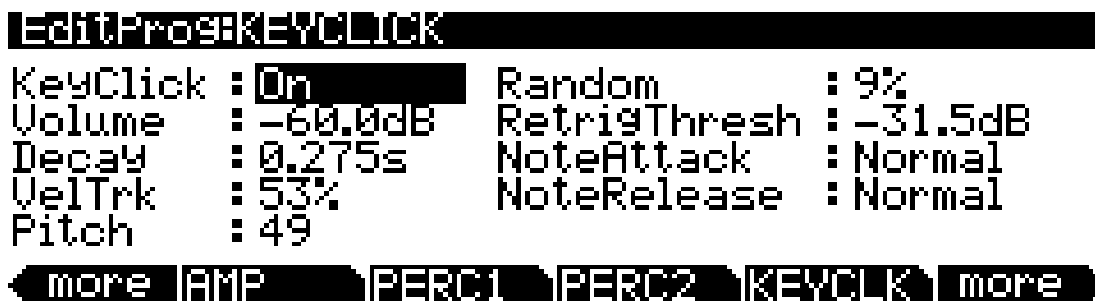 EditProg:KEYCLICK
KeyClick :On Random :9%
Volume :-60.0dB RetrigThresh :-31.5dB
Decay :0.275s NoteAttack :Normal
VelTrk :53% NoteRelease :Normal
Pitch :49
more AMP PERC1 PERC2 KEYCLK more